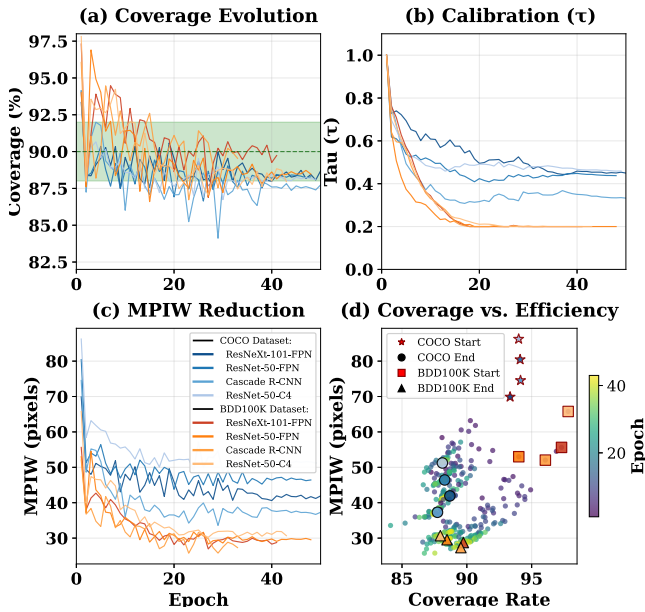 (a) Coverage Evolution
(b) Calibration (τ)
Coverage (%)
97.5
95.0
92.5
90.0
87.5
85.0
82.5
0
20
40
Tau (τ)
1.0
0.8
0.6
0.4
0.2
0.0
0
20
40
(c) MPIW Reduction
(d) Coverage vs. Efficiency
MPIW (pixels)
80
70
60
50
40
30
0
20
40
Epoch
COCO Dataset:
ResNeXt-101-FPN
ResNet-50-FPN
Cascade R-CNN
ResNet-50-C4
BDD100K Dataset:
ResNeXt-101-FPN
ResNet-50-FPN
Cascade R-CNN
ResNet-50-C4
MPIW (pixels)
80
70
60
50
40
30
85
90
95
Coverage Rate
COCO Start
COCO End
BDD100K Start
BDD100K End
40
20
Epoch